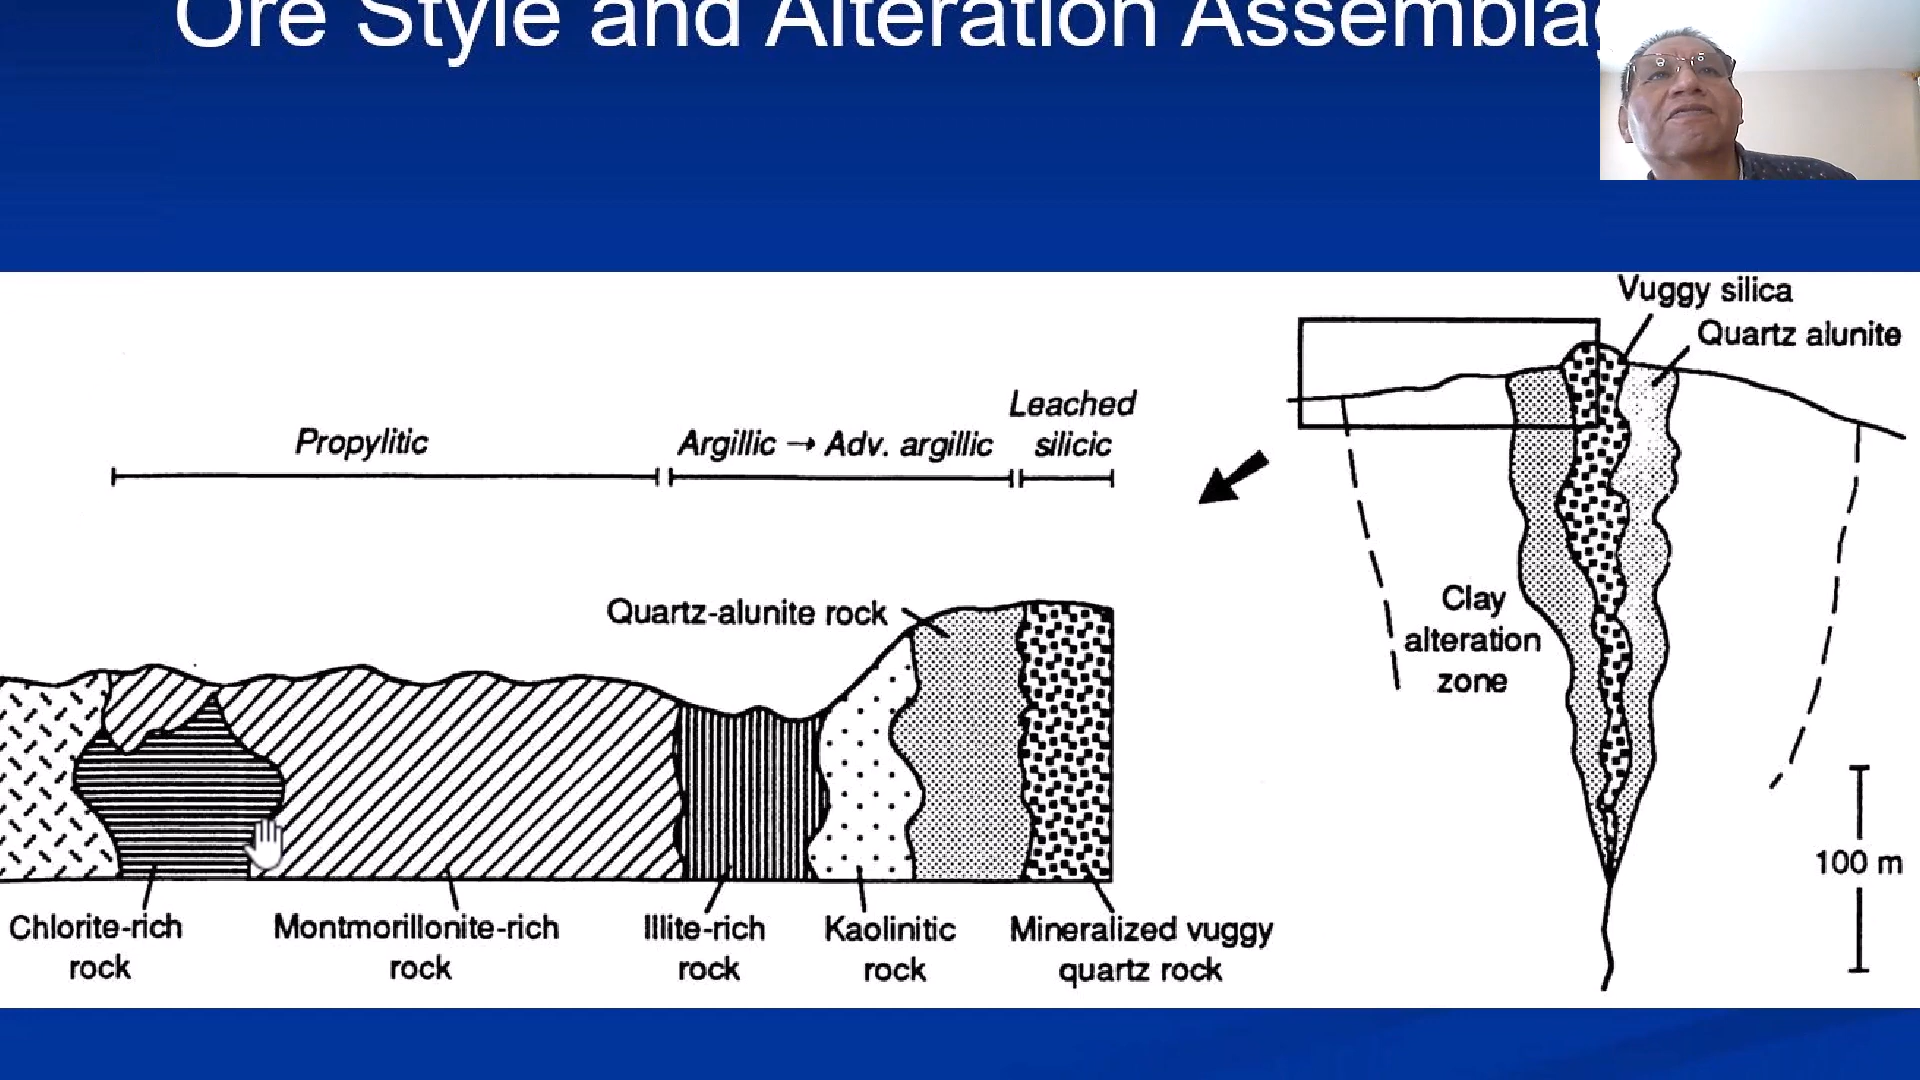 Ore Style and Alteration
Vuggy silica
Quartz alunite
Leached
silicic
Propylitic
Argillic → Adv. argillic
Quartz-alunite rock
Clay
alteration
zone
100 m
Chlorite-rich
rock
Montmorillonite-rich
rock
Illite-rich
rock
Kaolinitic
rock
Mineralized vuggy
quartz rock